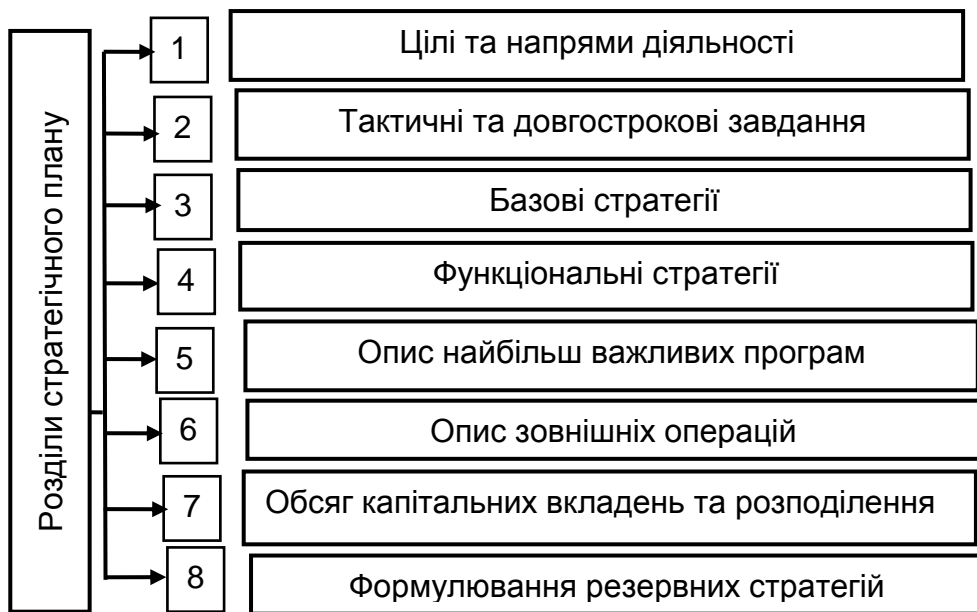 Розділи стратегічного плану
1
Цілі та напрями діяльності
2
Тактичні та довгострокові завдання
3
Базові стратегії
4
Функціональні стратегії
5
Опис найбільш важливих програм
6
Опис зовнішніх операцій
7
Обсяг капітальних вкладень та розподілення
8
Формулювання резервних стратегій